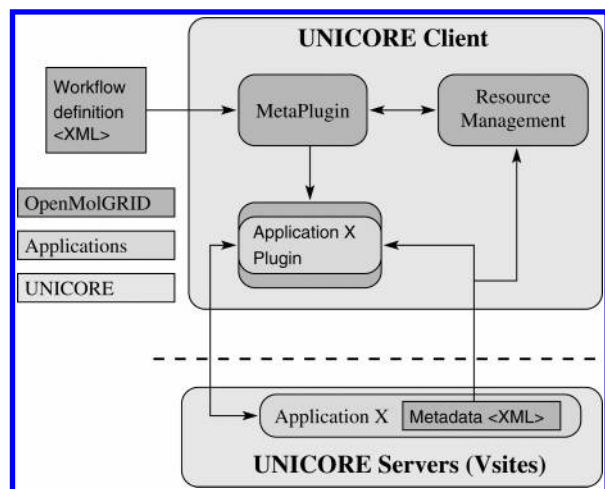 UNICORE Client
Workflow
definition
<XML>
MetaPlugin
Resource
Management
OpenMolGRID
Applications
UNICORE
Application X
Plugin
Application X
Metadata <XML>
UNICORE Servers (Vsites)